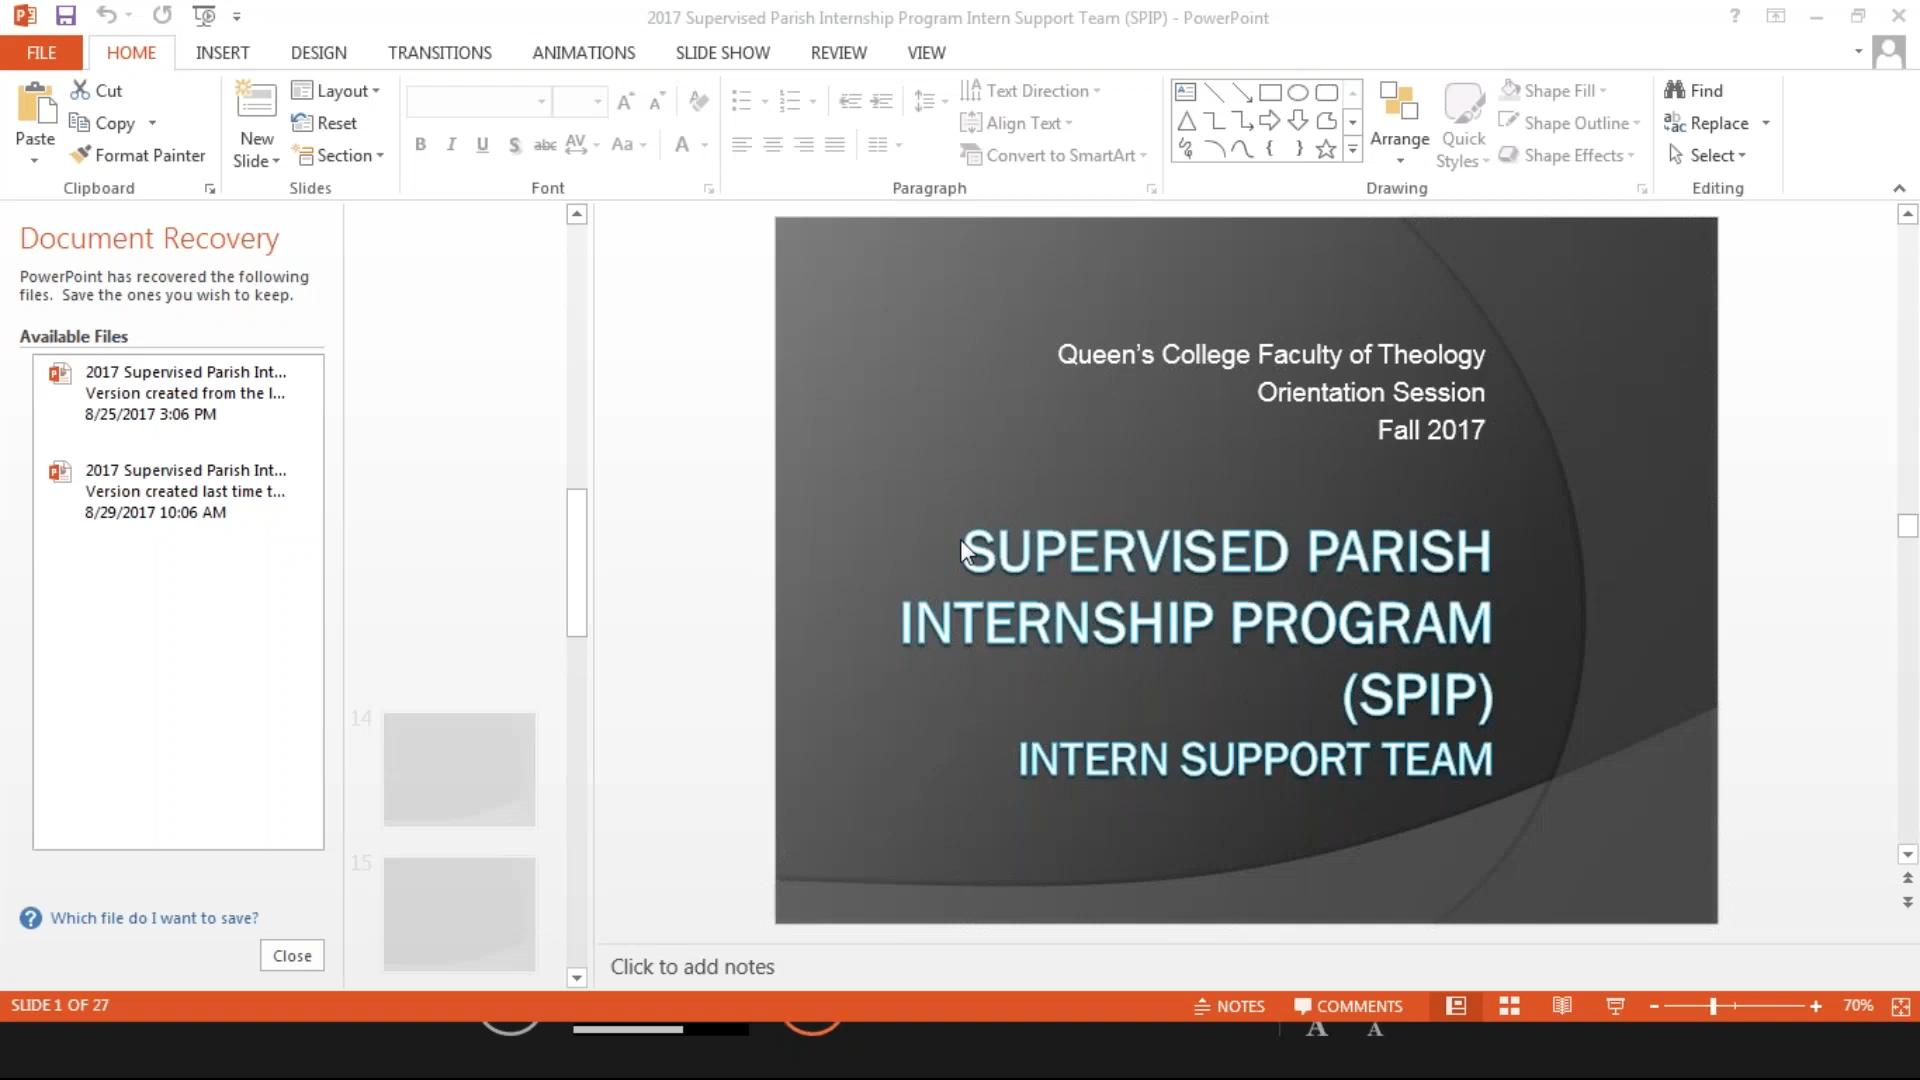 2017 Supervised Parish Internship Program Intern Support Team (SPIP) - PowerPoint
?
FILE
HOME
INSERT
DESIGN
TRANSITIONS
ANIMATIONS
SLIDE SHOW
REVIEW
VIEW
Paste
Cut
Copy
Format Painter
Clipboard
New
Slide
Layout
Reset
Section
Slides
B I U S abc AV Aa A
Font
Text Direction
Align Text
Convert to SmartArt
Paragraph
Arrange
Quick
Styles
Shape Fill
Shape Outline
Shape Effects
Drawing
Find
Replace
Select
Editing
Document Recovery
PowerPoint has recovered the following
files. Save the ones you wish to keep.
Available Files
2017 Supervised Parish Int...
Version created from the l...
8/25/2017 3:06 PM
2017 Supervised Parish Int...
Version created last time t...
8/29/2017 10:06 AM
Which file do I want to save?
Close
14
15
Queen's College Faculty of Theology
Orientation Session
Fall 2017
SUPERVISED PARISH
INTERNSHIP PROGRAM
(SPIP)
INTERN SUPPORT TEAM
Click to add notes
SLIDE 1 OF 27
NOTES
COMMENTS
70%
A A